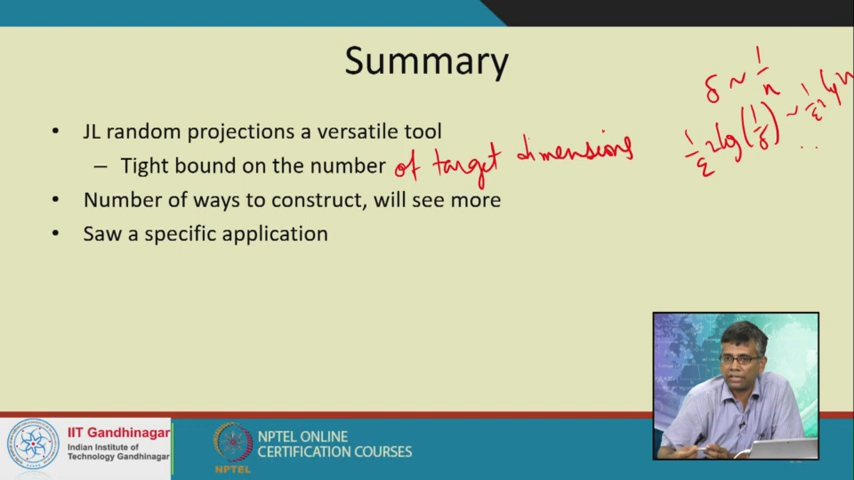 Summary
δ ~ 1/n
1/ε² log(1/δ) ~ 1/ε² log n
• JL random projections a versatile tool
– Tight bound on the number of target dimensions
• Number of ways to construct, will see more
• Saw a specific application
IIT Gandhinagar
Indian Institute of
Technology Gandhinagar
NPTEL
NPTEL ONLINE
CERTIFICATION COURSES